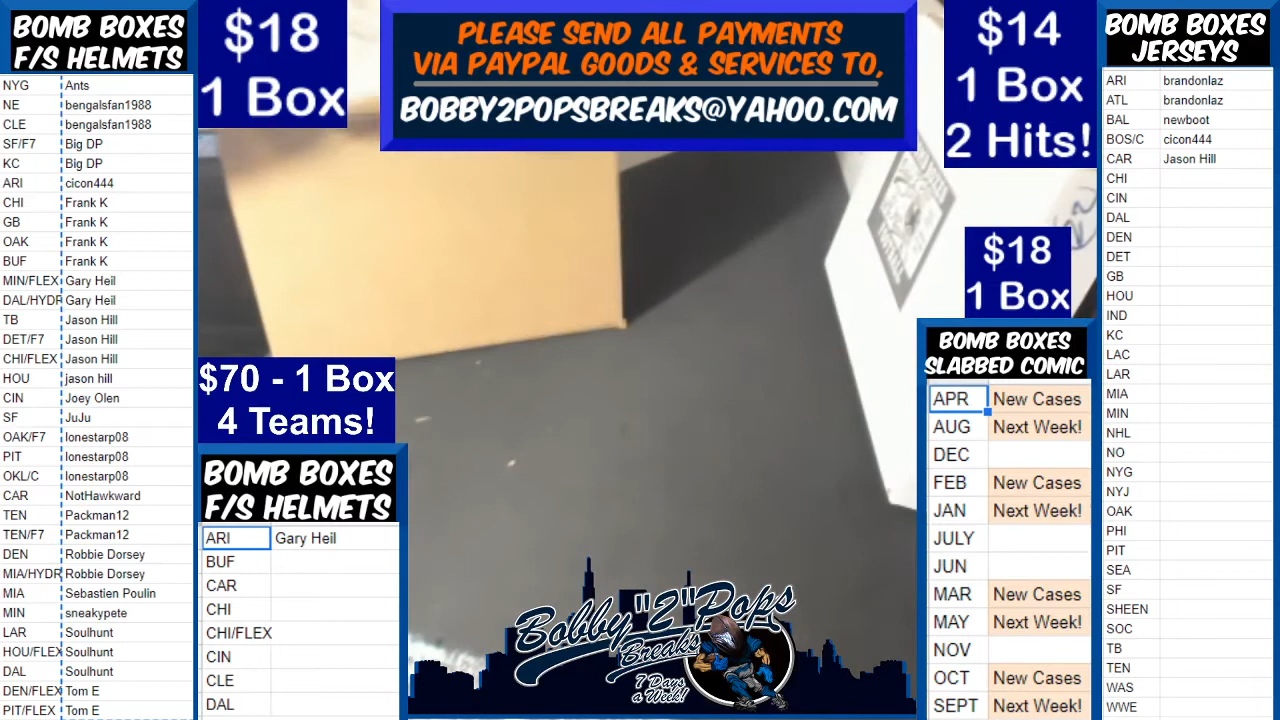 BOMB BOXES
F/S HELMETS
NYG Ants
NE bengalsfan1988
CLE bengalsfan1988
SF/F7 Big DP
KC Big DP
ARI cicon444
CHI Frank K
GB Frank K
OAK Frank K
BUF Frank K
MIN/FLEX Gary Heil
DAL/HYDR Gary Heil
TB Jason Hill
DET/F7 Jason Hill
CHI/FLEX Jason Hill
HOU jason hill
CIN Joey Olen
SF JuJu
OAK/F7 lonestarp08
PIT lonestarp08
OKL/C lonestarp08
CAR NotHawkward
TEN Packman12
TEN/F7 Packman12
DEN Robbie Dorsey
MIA/HYDR Robbie Dorsey
MIA Sebastien Poulin
MIN sneakypete
LAR Soulhunt
HOU/FLEX Soulhunt
DAL Soulhunt
DEN/FLEX Tom E
PIT/FLEX Tom E
$18
1 Box
PLEASE SEND ALL PAYMENTS
VIA PAYPAL GOODS & SERVICES TO,
BOBBY2POPSBREAKS@YAHOO.COM
$14
1 Box
2 Hits!
$70 - 1 Box
4 Teams!
BOMB BOXES
F/S HELMETS
ARI Gary Heil
BUF
CAR
CHI
CHI/FLEX
CIN
CLE
DAL
Bobby "2" Pops
Breaks
7 Days
a Week!
$18
1 Box
BOMB BOXES
SLABBED COMIC
APR New Cases
AUG Next Week!
DEC
FEB New Cases
JAN Next Week!
JULY
JUN
MAR New Cases
MAY Next Week!
NOV
OCT New Cases
SEPT Next Week!
BOMB BOXES
JERSEYS
ARI brandonlaz
ATL brandonlaz
BAL newboot
BOS/C cicon444
CAR Jason Hill
CHI
CIN
DAL
DEN
DET
GB
HOU
IND
KC
LAC
LAR
MIA
MIN
NHL
NO
NYG
NYJ
OAK
PHI
PIT
SEA
SF
SHEEN
SOC
TB
TEN
WAS
WWE